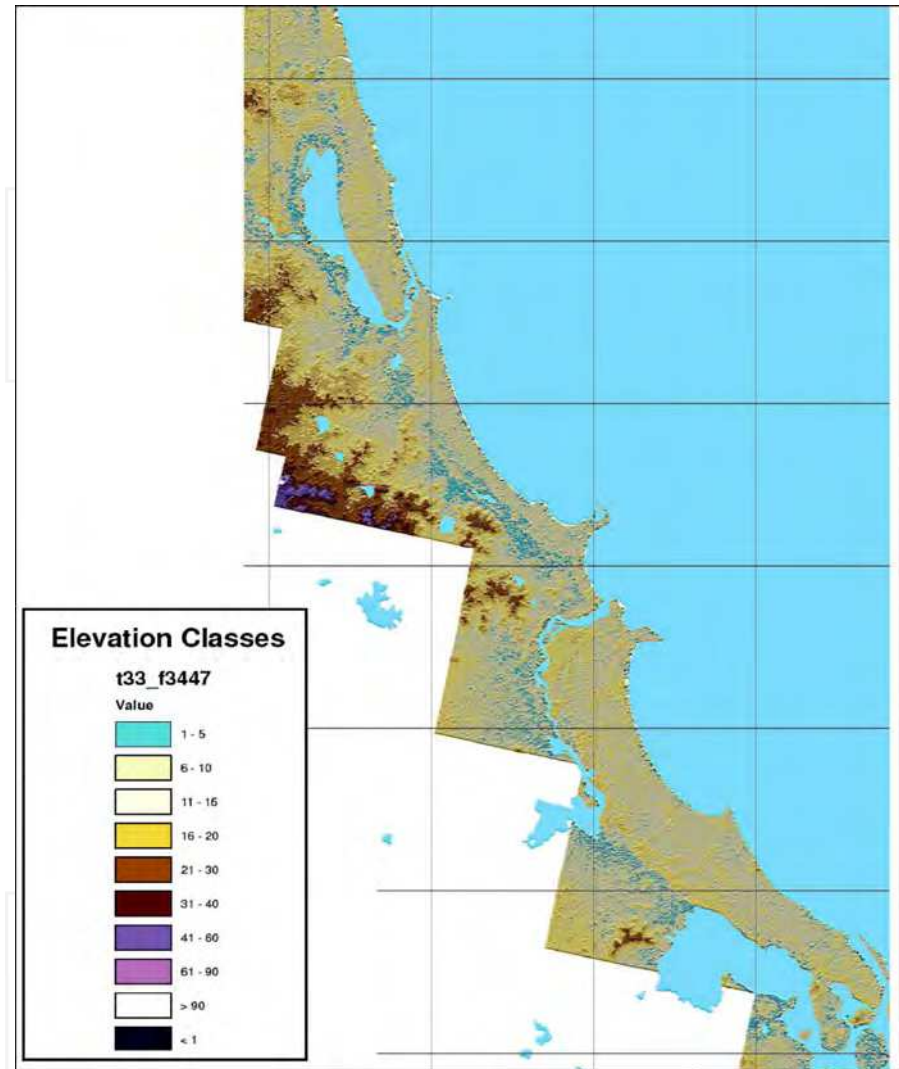 Elevation Classes
t33_f3447
Value
1 - 5
6 - 10
11 - 15
16 - 20
21 - 30
31 - 40
41 - 60
61 - 90
> 90
< 1